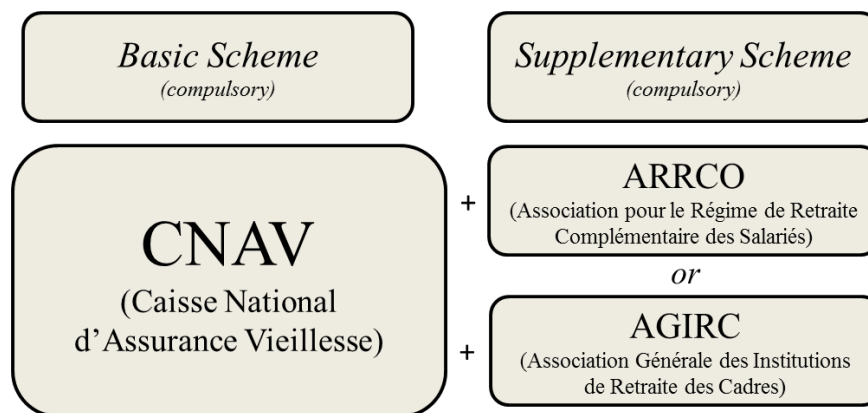 Basic Scheme
(compulsory)
Supplementary Scheme
(compulsory)
CNAV
(Caisse National
d’Assurance Vieillesse)
+
ARRCO
(Association pour le Régime de Retraite
Complémentaire des Salariés)
or
+
AGIRC
(Association Générale des Institutions
de Retraite des Cadres)